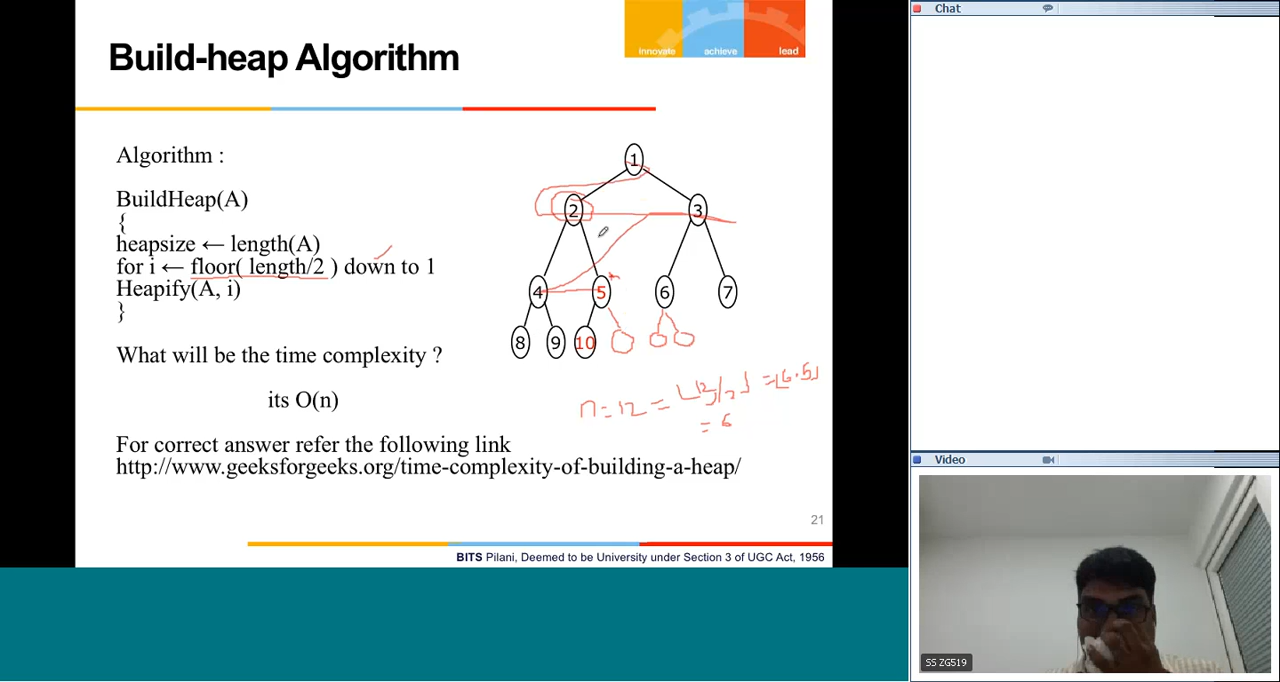 innovate achieve lead
Build-heap Algorithm
Algorithm :
BuildHeap(A)
{
heapsize ← length(A)
for i ← floor( length/2 ) down to 1
Heapify(A, i)
}
What will be the time complexity ?
its O(n)
For correct answer refer the following link
http://www.geeksforgeeks.org/time-complexity-of-building-a-heap/
1
2 3
4 5 6 7
8 9 10
n=12 = ⌊12/2⌋ = ⌊6.5⌋
= 6
21
BITS Pilani, Deemed to be University under Section 3 of UGC Act, 1956
Chat
Video
SS ZG519